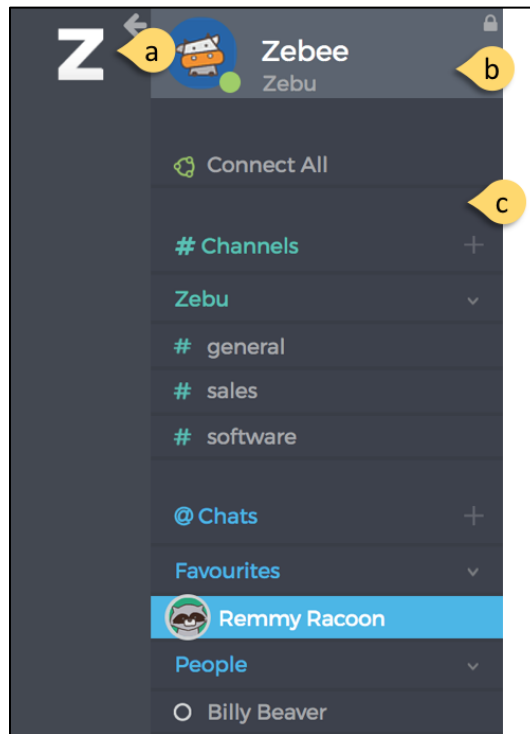 Z
a
Zebee
b
Zebu
Connect All
c
# Channels
Zebu
# general
# sales
# software
@ Chats
Favourites
Remmy Racoon
People
Billy Beaver